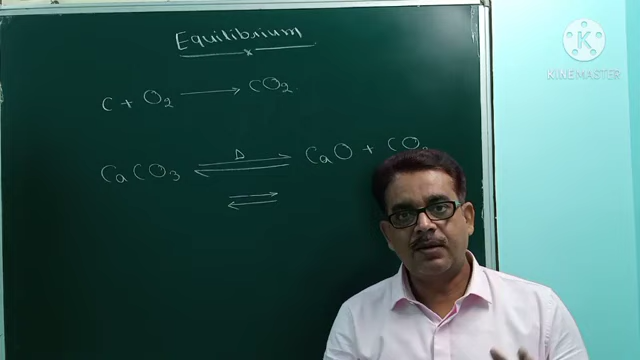 Equilibrium
C + O₂ ⟶ CO₂.
CaCO₃ ⇌ Δ CaO + CO₂
⇌
K
KINEMASTER